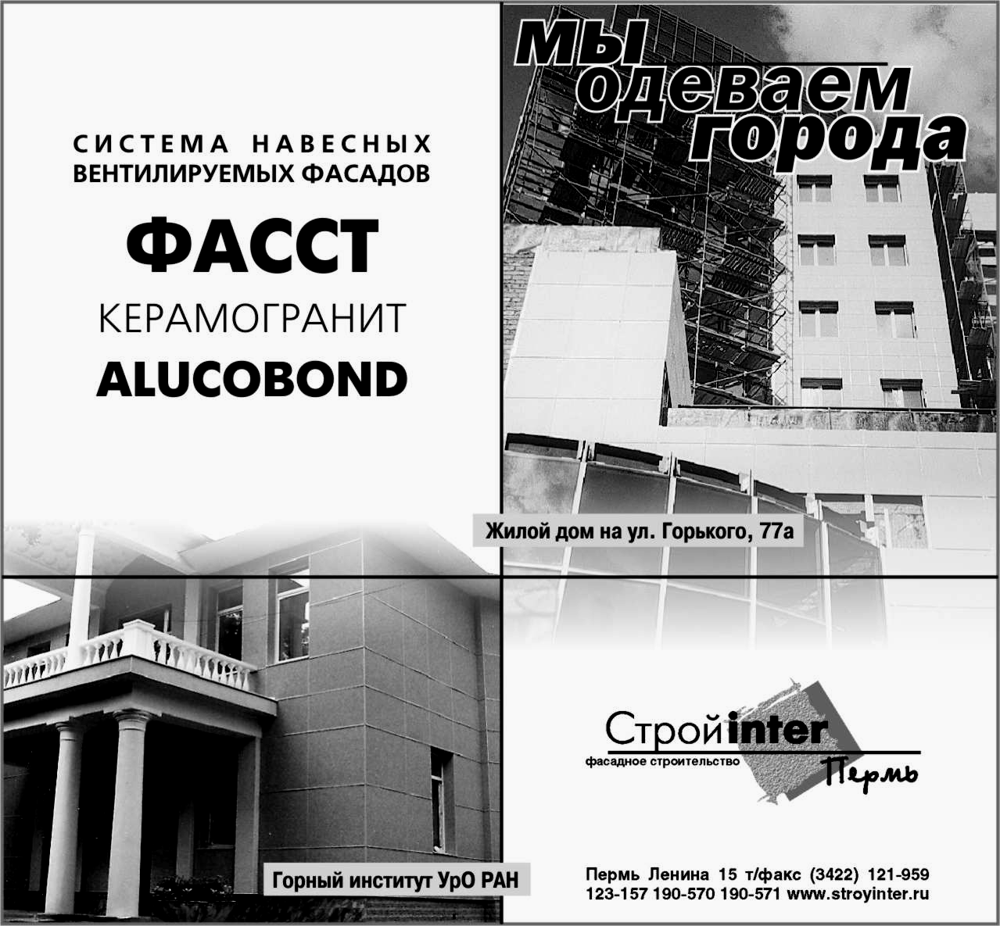 СИСТЕМА НАВЕСНЫХ
ВЕНТИЛИРУЕМЫХ ФАСАДОВ
ФАССТ
КЕРАМОГРАНИТ
ALUCOBOND
мы
одеваем
города
Жилой дом на ул. Горького, 77а
Горный институт УрО РАН
Стройinter
фасадное строительство
Пермь
Пермь Ленина 15 т/факс (3422) 121-959
123-157 190-570 190-571 www.stroyinter.ru